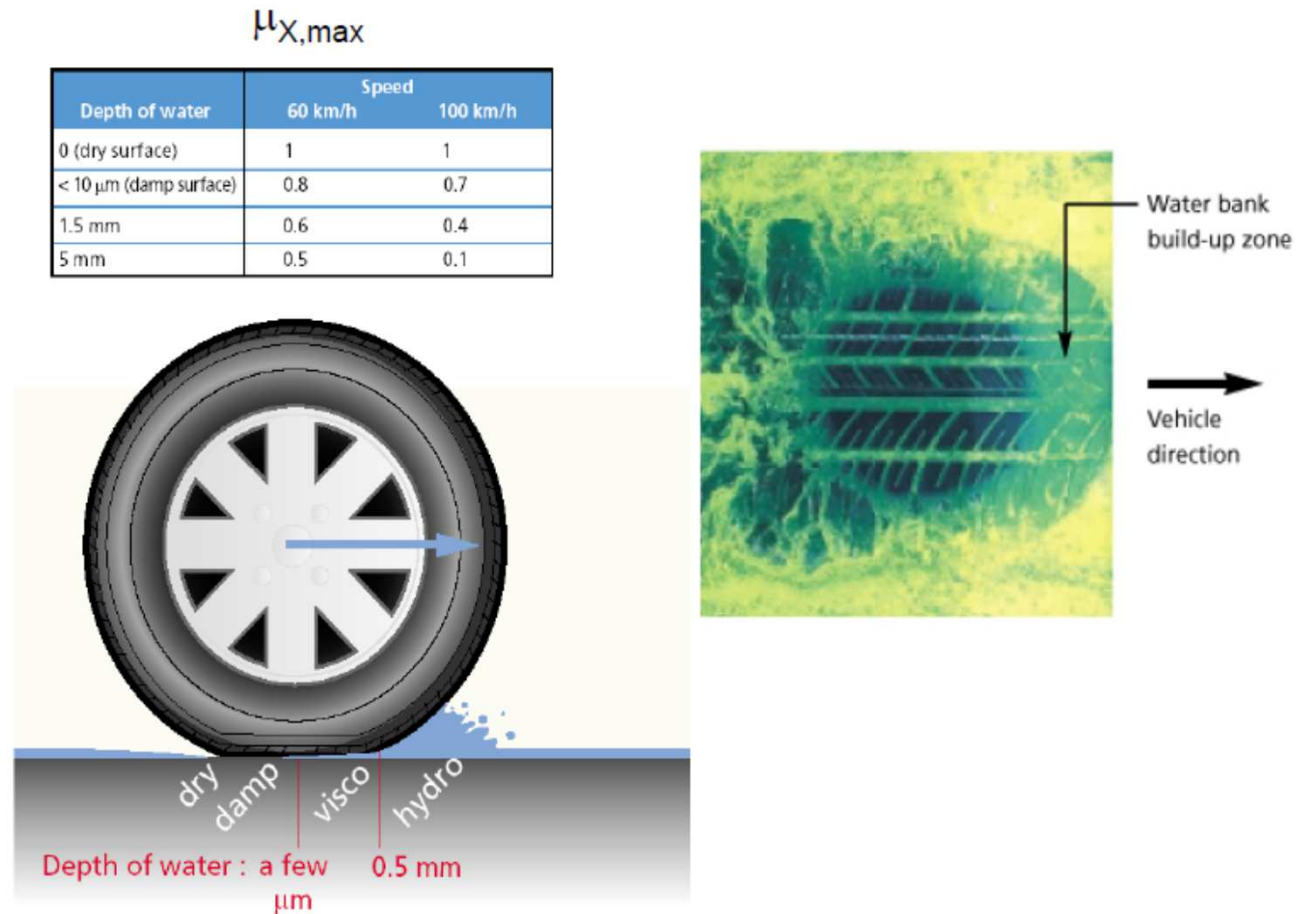 μX,max
Speed
Depth of water 60 km/h 100 km/h
0 (dry surface) 1 1
< 10 μm (damp surface) 0.8 0.7
1.5 mm 0.6 0.4
5 mm 0.5 0.1
Water bank
build-up zone
Vehicle
direction
dry
damp
visco
hydro
Depth of water : a few 0.5 mm
μm